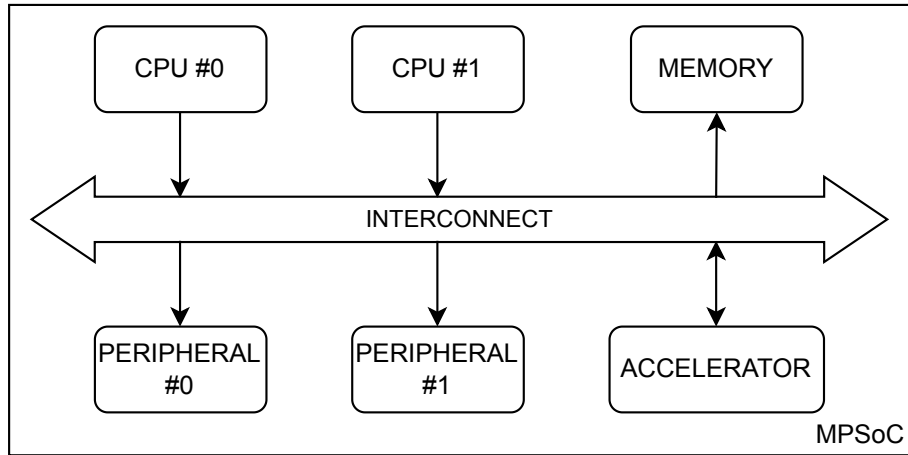 CPU #0
CPU #1
MEMORY
INTERCONNECT
PERIPHERAL
#0
PERIPHERAL
#1
ACCELERATOR
MPSoC